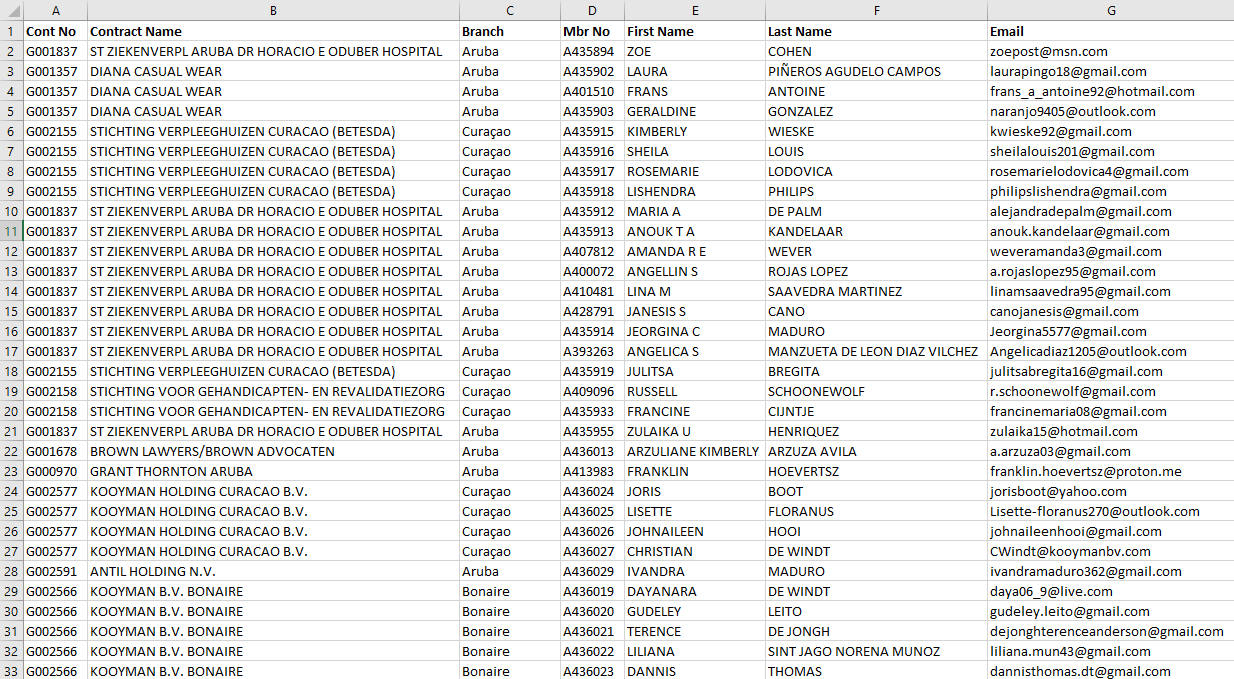 A B C D E F G
1 Cont No Contract Name Branch Mbr No First Name Last Name Email
2 G001837 ST ZIEKENVERPL ARUBA DR HORACIO E ODUBER HOSPITAL Aruba A435894 ZOE COHEN zoepost@msn.com
3 G001357 DIANA CASUAL WEAR Aruba A435902 LAURA PIÑEROS AGUDELO CAMPOS laurapingo18@gmail.com
4 G001357 DIANA CASUAL WEAR Aruba A401510 FRANS ANTOINE frans_a_antoine92@hotmail.com
5 G001357 DIANA CASUAL WEAR Aruba A435903 GERALDINE GONZALEZ naranjo9405@outlook.com
6 G002155 STICHTING VERPLEEGHUIZEN CURACAO (BETESDA) Curaçao A435915 KIMBERLY WIESKE kwieske92@gmail.com
7 G002155 STICHTING VERPLEEGHUIZEN CURACAO (BETESDA) Curaçao A435916 SHEILA LOUIS sheilalouis201@gmail.com
8 G002155 STICHTING VERPLEEGHUIZEN CURACAO (BETESDA) Curaçao A435917 ROSEMARIE LODOVICA rosemarielodovica4@gmail.com
9 G002155 STICHTING VERPLEEGHUIZEN CURACAO (BETESDA) Curaçao A435918 LISHENDRA PHILIPS philipslishendra@gmail.com
10 G001837 ST ZIEKENVERPL ARUBA DR HORACIO E ODUBER HOSPITAL Aruba A435912 MARIA A DE PALM alejandradepalm@gmail.com
11 G001837 ST ZIEKENVERPL ARUBA DR HORACIO E ODUBER HOSPITAL Aruba A435913 ANOUK T A KANDELAAR anouk.kandelaar@gmail.com
12 G001837 ST ZIEKENVERPL ARUBA DR HORACIO E ODUBER HOSPITAL Aruba A407812 AMANDA R E WEVER weveramanda3@gmail.com
13 G001837 ST ZIEKENVERPL ARUBA DR HORACIO E ODUBER HOSPITAL Aruba A400072 ANGELLIN S ROJAS LOPEZ a.rojaslopez95@gmail.com
14 G001837 ST ZIEKENVERPL ARUBA DR HORACIO E ODUBER HOSPITAL Aruba A410481 LINA M SAAVEDRA MARTINEZ linamsaavedra95@gmail.com
15 G001837 ST ZIEKENVERPL ARUBA DR HORACIO E ODUBER HOSPITAL Aruba A428791 JANESIS S CANO canojanesis@gmail.com
16 G001837 ST ZIEKENVERPL ARUBA DR HORACIO E ODUBER HOSPITAL Aruba A435914 JEORGINA C MADURO Jeorgina5577@gmail.com
17 G001837 ST ZIEKENVERPL ARUBA DR HORACIO E ODUBER HOSPITAL Aruba A393263 ANGELICA S MANZUETA DE LEON DIAZ VILCHEZ Angelicadiaz1205@outlook.com
18 G002155 STICHTING VERPLEEGHUIZEN CURACAO (BETESDA) Curaçao A435919 JULITSA BREGITA julitsabregita16@gmail.com
19 G002158 STICHTING VOOR GEHANDICAPTEN- EN REVALIDATIEZORG Curaçao A409096 RUSSELL SCHOONEWOLF r.schoonewolf@gmail.com
20 G002158 STICHTING VOOR GEHANDICAPTEN- EN REVALIDATIEZORG Curaçao A435933 FRANCINE CIJNTJE francinemaria08@gmail.com
21 G001837 ST ZIEKENVERPL ARUBA DR HORACIO E ODUBER HOSPITAL Aruba A435955 ZULAIKA U HENRIQUEZ zulaika15@hotmail.com
22 G001678 BROWN LAWYERS/BROWN ADVOCATEN Aruba A436013 ARZULIANE KIMBERLY ARZUZA AVILA a.arzuza03@gmail.com
23 G000970 GRANT THORNTON ARUBA Aruba A413983 FRANKLIN HOEVERTSZ franklin.hoevertsz@proton.me
24 G002577 KOOYMAN HOLDING CURACAO B.V. Curaçao A436024 JORIS BOOT jorisboot@yahoo.com
25 G002577 KOOYMAN HOLDING CURACAO B.V. Curaçao A436025 LISETTE FLORANUS Lisette-floranus270@outlook.com
26 G002577 KOOYMAN HOLDING CURACAO B.V. Curaçao A436026 JOHNAILEEN HOOI johnaileenhooi@gmail.com
27 G002577 KOOYMAN HOLDING CURACAO B.V. Curaçao A436027 CHRISTIAN DE WINDT CWindt@kooymanbv.com
28 G002591 ANTIL HOLDING N.V. Aruba A436029 IVANDRA MADURO ivandramaduro362@gmail.com
29 G002566 KOOYMAN B.V. BONAIRE Bonaire A436019 DAYANARA DE WINDT daya06_9@live.com
30 G002566 KOOYMAN B.V. BONAIRE Bonaire A436020 GUDELEY LEITO gudeley.leito@gmail.com
31 G002566 KOOYMAN B.V. BONAIRE Bonaire A436021 TERENCE DE JONGH dejonghterenceanderson@gmail.com
32 G002566 KOOYMAN B.V. BONAIRE Bonaire A436022 LILIANA SINT JAGO NORENA MUNOZ liliana.mun43@gmail.com
33 G002566 KOOYMAN B.V. BONAIRE Bonaire A436023 DANNIS THOMAS dannisthomas.dt@gmail.com